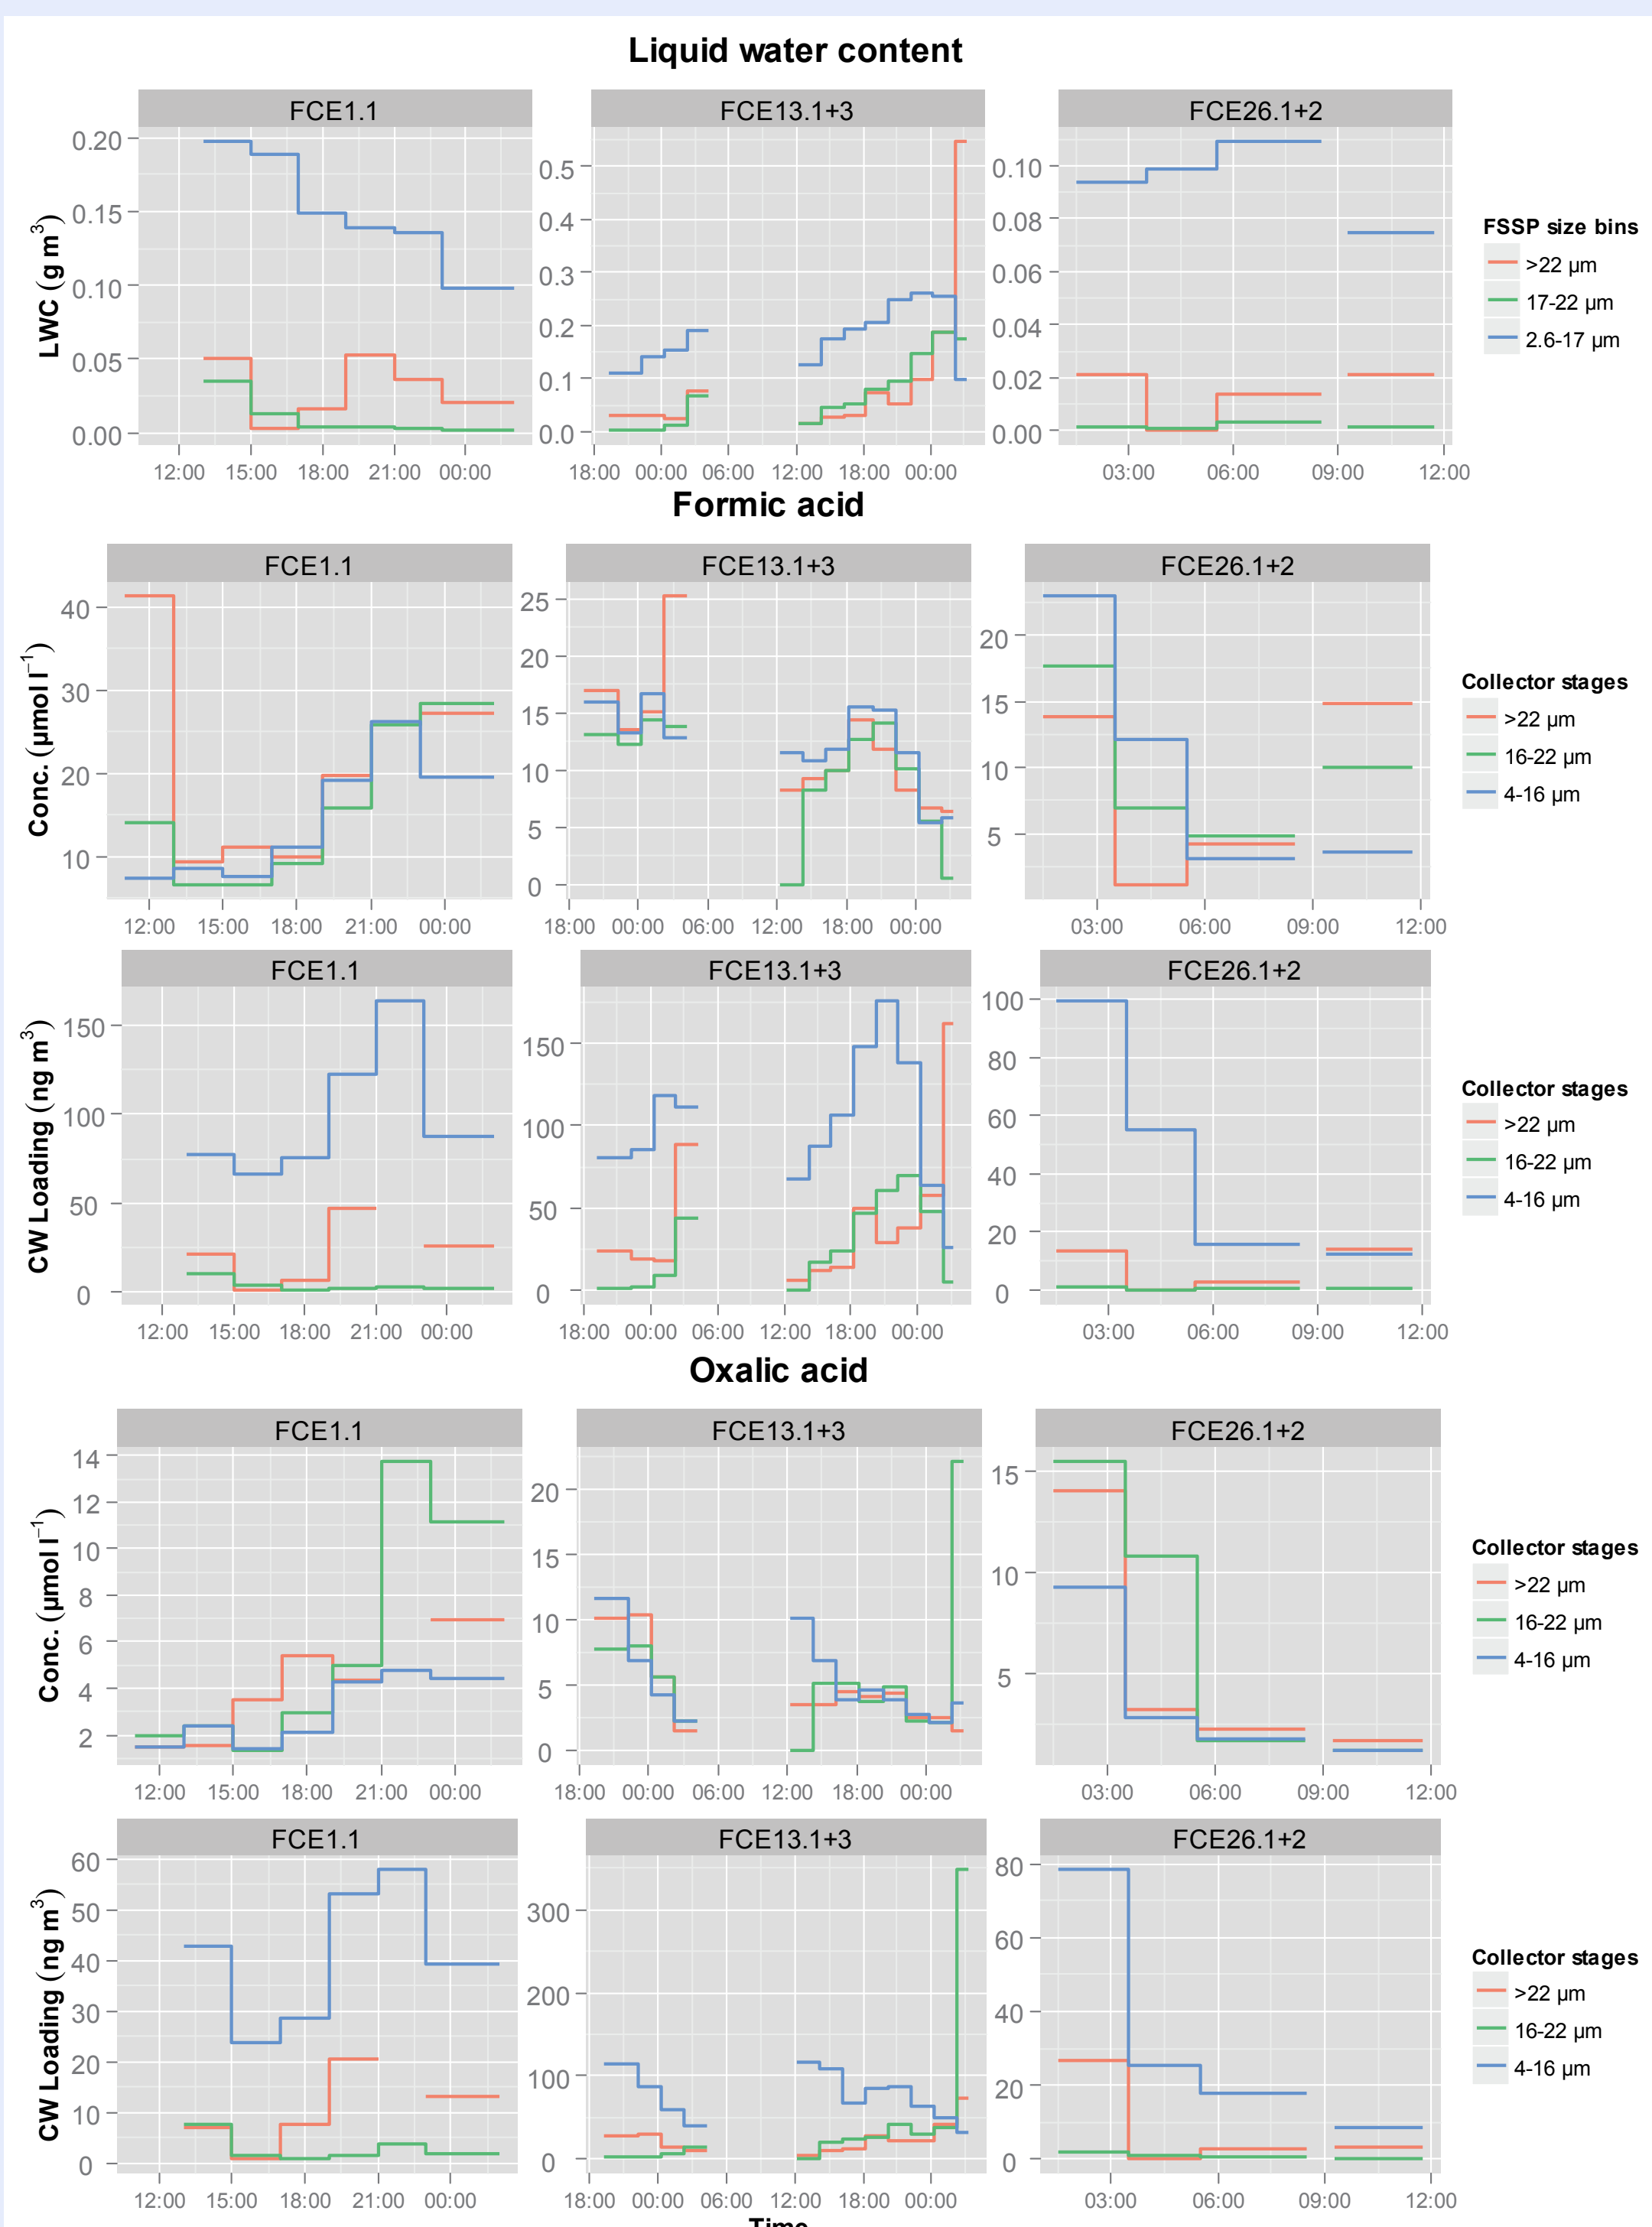 Liquid water content
FCE1.1 FCE13.1+3 FCE26.1+2
LWC (g m³)
0.20
0.15
0.10
0.05
0.00
0.5
0.4
0.3
0.2
0.1
0.0
0.10
0.08
0.06
0.04
0.02
0.00
12:00 15:00 18:00 21:00 00:00
18:00 00:00 06:00 12:00 18:00 00:00
03:00 06:00 09:00 12:00
FSSP size bins
>22 µm
17-22 µm
2.6-17 µm
Formic acid
FCE1.1 FCE13.1+3 FCE26.1+2
Conc. (µmol l⁻¹)
40
30
20
10
25
20
15
10
5
0
20
15
10
5
12:00 15:00 18:00 21:00 00:00
18:00 00:00 06:00 12:00 18:00 00:00
03:00 06:00 09:00 12:00
Collector stages
>22 µm
16-22 µm
4-16 µm
FCE1.1 FCE13.1+3 FCE26.1+2
CW Loading (ng m³)
150
100
50
0
150
100
50
0
100
80
60
40
20
0
12:00 15:00 18:00 21:00 00:00
18:00 00:00 06:00 12:00 18:00 00:00
03:00 06:00 09:00 12:00
Collector stages
>22 µm
16-22 µm
4-16 µm
Oxalic acid
FCE1.1 FCE13.1+3 FCE26.1+2
Conc. (µmol l⁻¹)
14
12
10
8
6
4
2
20
15
10
5
0
15
10
5
12:00 15:00 18:00 21:00 00:00
18:00 00:00 06:00 12:00 18:00 00:00
03:00 06:00 09:00 12:00
Collector stages
>22 µm
16-22 µm
4-16 µm
FCE1.1 FCE13.1+3 FCE26.1+2
CW Loading (ng m³)
60
50
40
30
20
10
0
300
200
100
0
80
60
40
20
0
12:00 15:00 18:00 21:00 00:00
18:00 00:00 06:00 12:00 18:00 00:00
03:00 06:00 09:00 12:00
Collector stages
>22 µm
16-22 µm
4-16 µm
Time